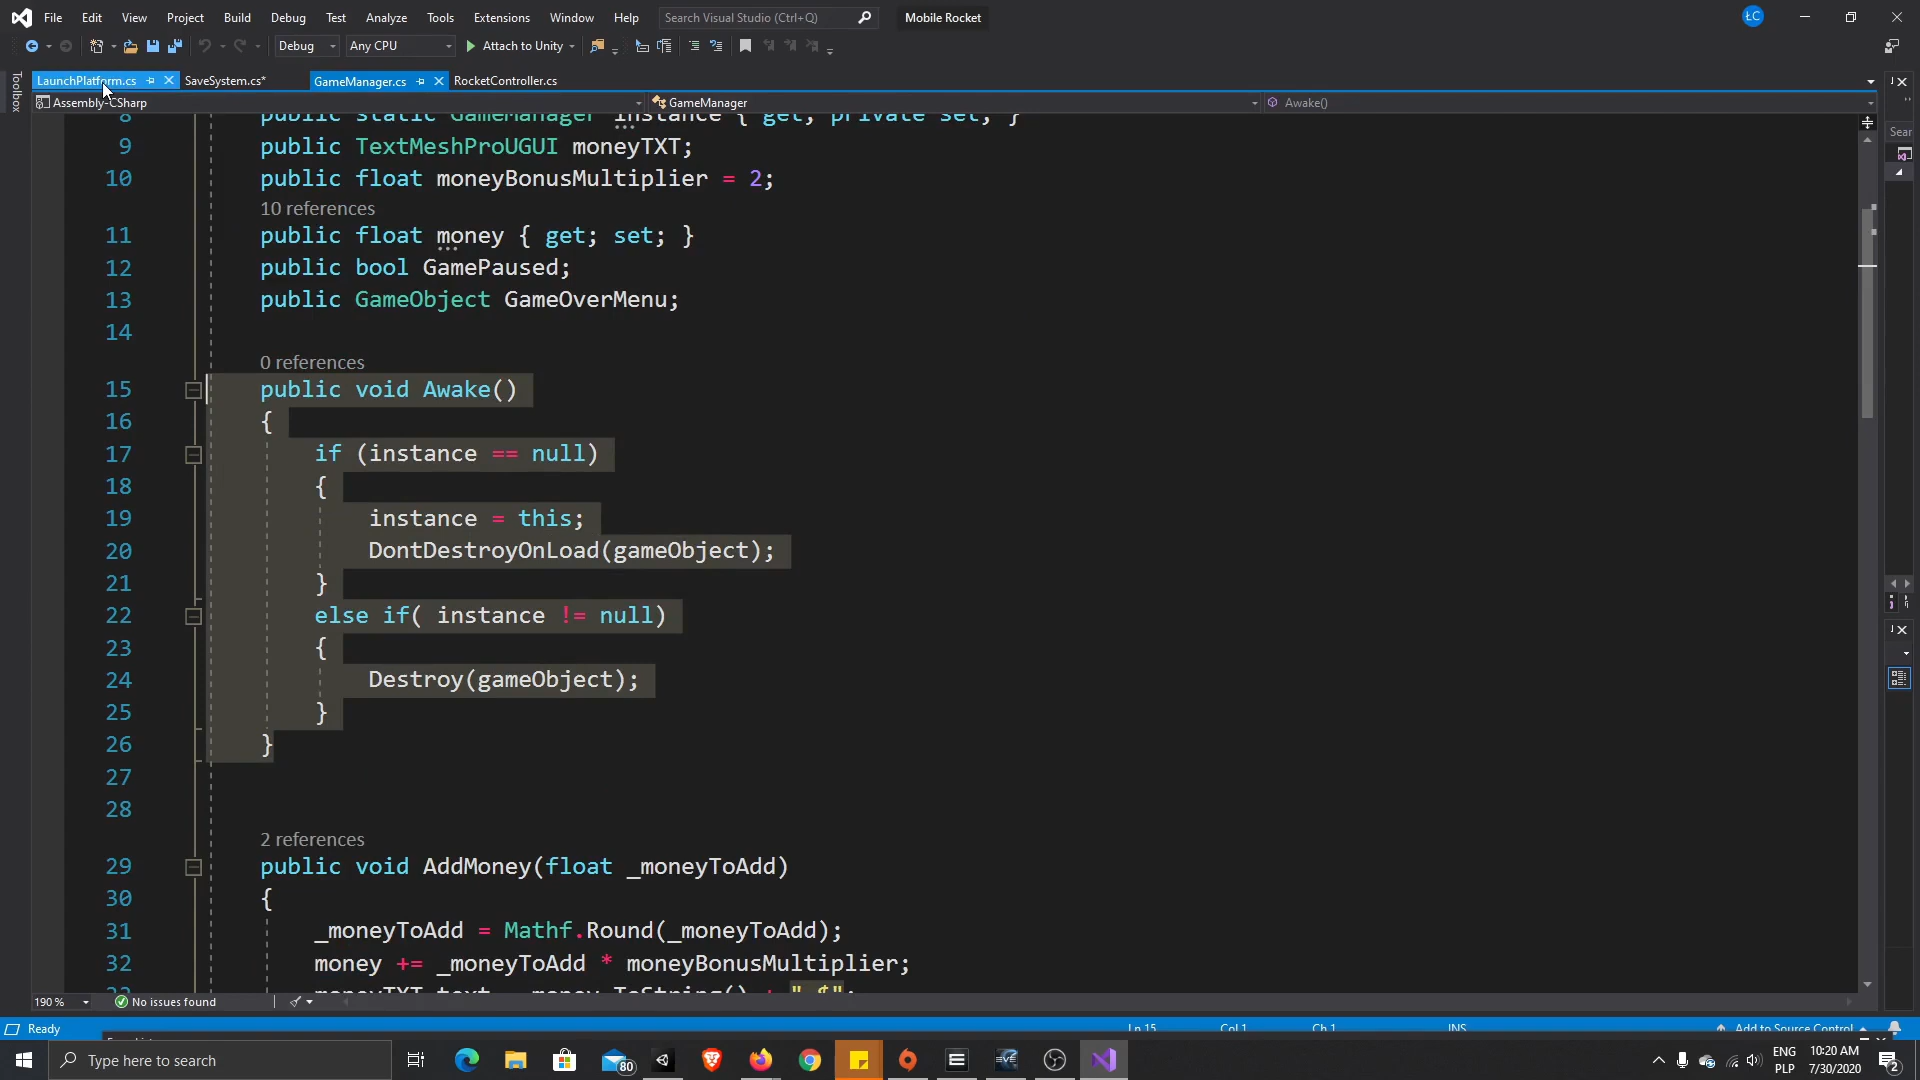 File Edit View Project Build Debug Test Analyze Tools Extensions Window Help Search Visual Studio (Ctrl+Q) Mobile Rocket ŁC
Debug Any CPU Attach to Unity
Toolbox
LaunchPlatform.cs SaveSystem.cs* GameManager.cs RocketController.cs
Assembly-CSharp GameManager Awake()
Sear
8 public static GameManager instance { get; private set; }
9 public TextMeshProUGUI moneyTXT;
10 public float moneyBonusMultiplier = 2;
10 references
11 public float money { get; set; }
12 public bool GamePaused;
13 public GameObject GameOverMenu;
14
0 references
15 public void Awake()
16 {
17 if (instance == null)
18 {
19 instance = this;
20 DontDestroyOnLoad(gameObject);
21 }
22 else if( instance != null)
23 {
24 Destroy(gameObject);
25 }
26 }
27
28
2 references
29 public void AddMoney(float _moneyToAdd)
30 {
31 _moneyToAdd = Mathf.Round(_moneyToAdd);
32 money += _moneyToAdd * moneyBonusMultiplier;
190 % No issues found
Ready Ln 15 Col 1 Ch 1 INS Add to Source Control
Type here to search 80 EVE ENG 10:20 AM
PLP 7/30/2020 2